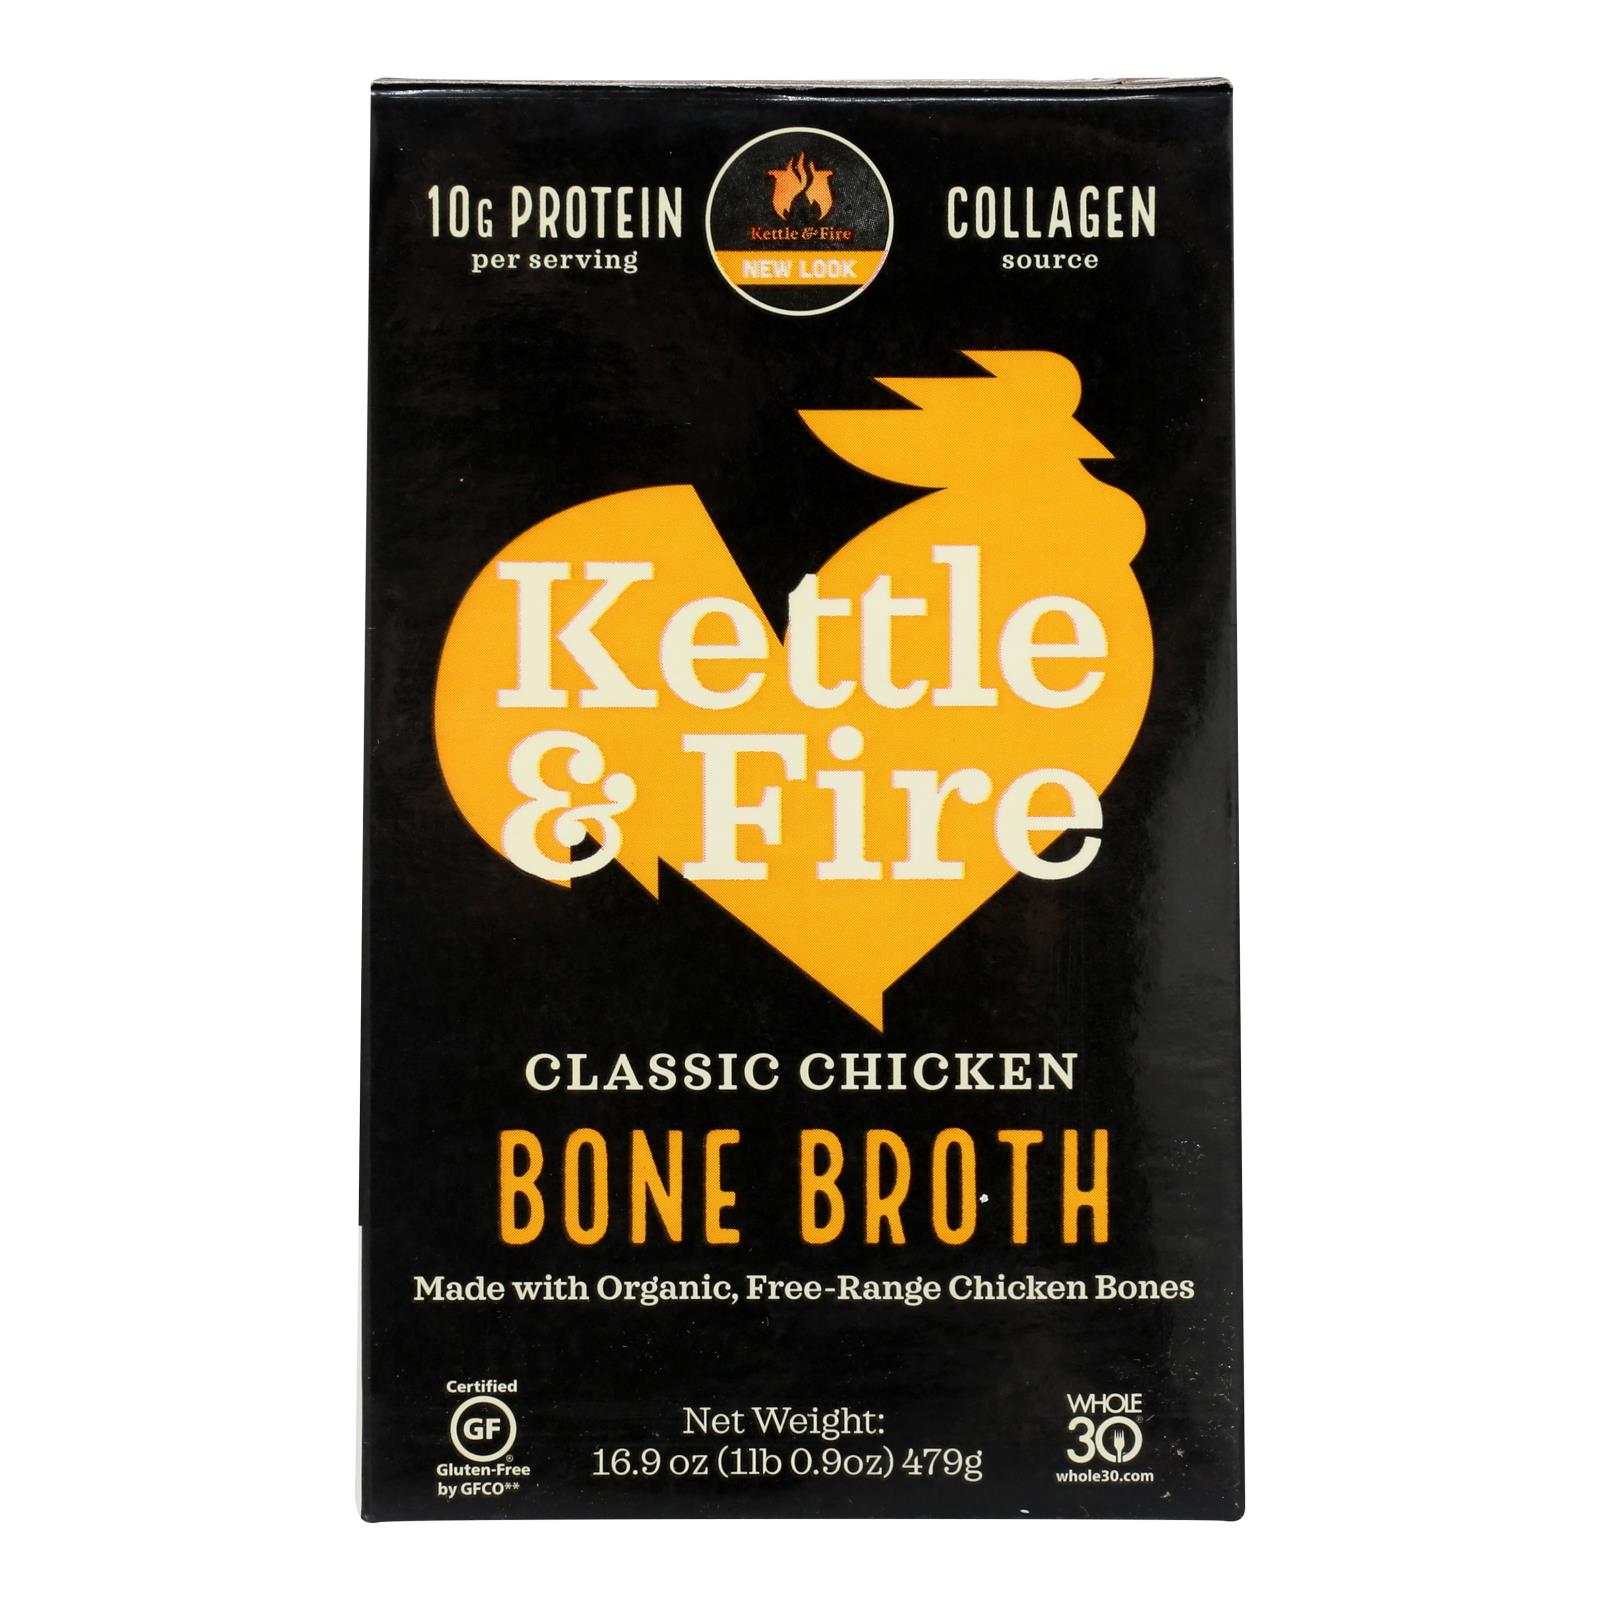 10G PROTEIN
per serving
Kettle & Fire
NEW LOOK
COLLAGEN
source
Kettle
& Fire
CLASSIC CHICKEN
BONE BROTH
Made with Organic, Free-Range Chicken Bones
Certified
GF
®
Gluten-Free
by GFCO**
Net Weight:
16.9 oz (1lb 0.9oz) 479g
WHOLE
30®
whole30.com